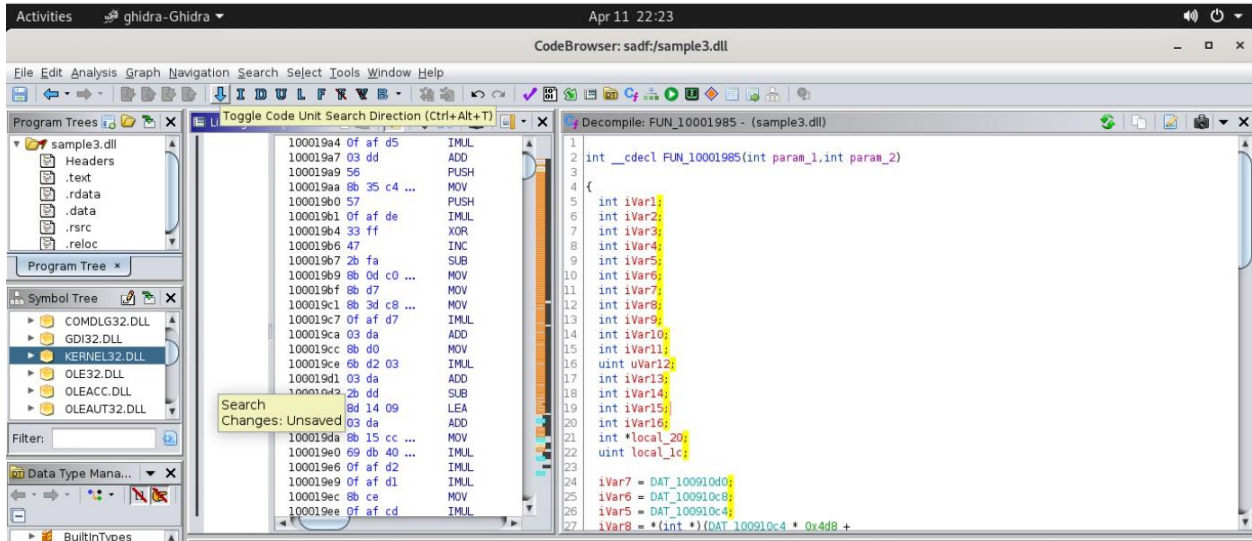 Activities ghidra-Ghidra Apr 11 22:23
CodeBrowser: sadf:/sample3.dll
File Edit Analysis Graph Navigation Search Select Tools Window Help
I D U L F B
Toggle Code Unit Search Direction (Ctrl+Alt+T)
Program Trees
sample3.dll
Headers
.text
.rdata
.data
.rsrc
.reloc
Program Tree ×
Symbol Tree
COMDLG32.DLL
GDI32.DLL
KERNEL32.DLL
OLE32.DLL
OLEACC.DLL
OLEAUT32.DLL
Filter:
Data Type Mana...
BuiltInTypes
100019a4 0f af d5 IMUL
100019a7 03 dd ADD
100019a9 56 PUSH
100019aa 8b 35 c4 ... MOV
100019b0 57 PUSH
100019b1 0f af de IMUL
100019b4 33 ff XOR
100019b6 47 INC
100019b7 2b fa SUB
100019b9 8b 0d c0 ... MOV
100019bf 8b d7 MOV
100019c1 8b 3d c8 ... MOV
100019c7 0f af d7 IMUL
100019ca 03 da ADD
100019cc 8b d0 MOV
100019ce 6b d2 03 IMUL
100019d1 03 da ADD
100019d3 2b dd SUB
8d 14 09 LEA
03 da ADD
100019da 8b 15 cc ... MOV
100019e0 69 db 40 ... IMUL
100019e6 0f af d2 IMUL
100019e9 0f af d1 IMUL
100019ec 8b ce MOV
100019ee 0f af cd IMUL
Search
Changes: Unsaved
Decompile: FUN_10001985 - (sample3.dll)
1
2 int __cdecl FUN_10001985(int param_1,int param_2)
3
4 {
5 int iVar1;
6 int iVar2;
7 int iVar3;
8 int iVar4;
9 int iVar5;
10 int iVar6;
11 int iVar7;
12 int iVar8;
13 int iVar9;
14 int iVar10;
15 int iVar11;
16 uint uVar12;
17 int iVar13;
18 int iVar14;
19 int iVar15;
20 int iVar16;
21 int *local_20;
22 uint local_1c;
23
24 iVar7 = DAT_100910d0;
25 iVar6 = DAT_100910c8;
26 iVar5 = DAT_100910c4;
27 iVar8 = *(int *)(DAT_100910c4 * 0x4d8 +